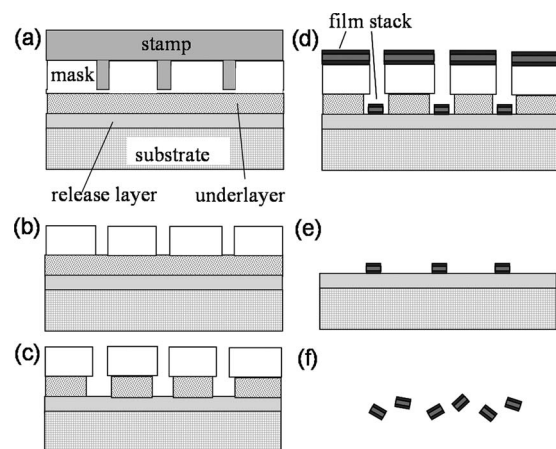 (a)
stamp
mask
substrate
release layer
underlayer
(b)
(c)
film stack
(d)
(e)
(f)